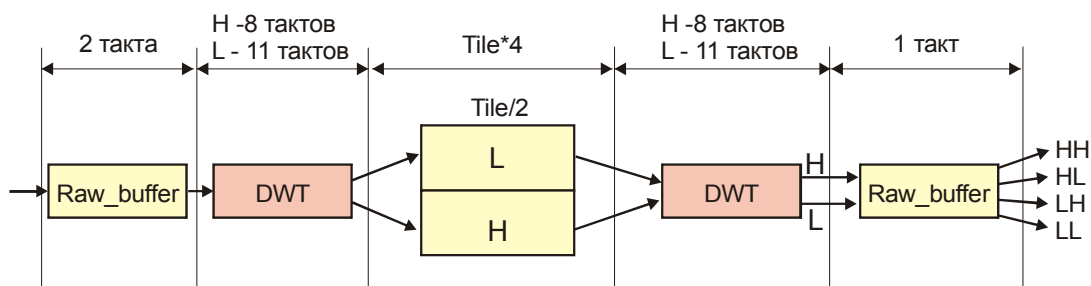 2 такта
H -8 тактов
L - 11 тактов
Tile*4
H -8 тактов
L - 11 тактов
1 такт
Tile/2
Raw_buffer
DWT
L
H
DWT
H
L
Raw_buffer
HH
HL
LH
LL